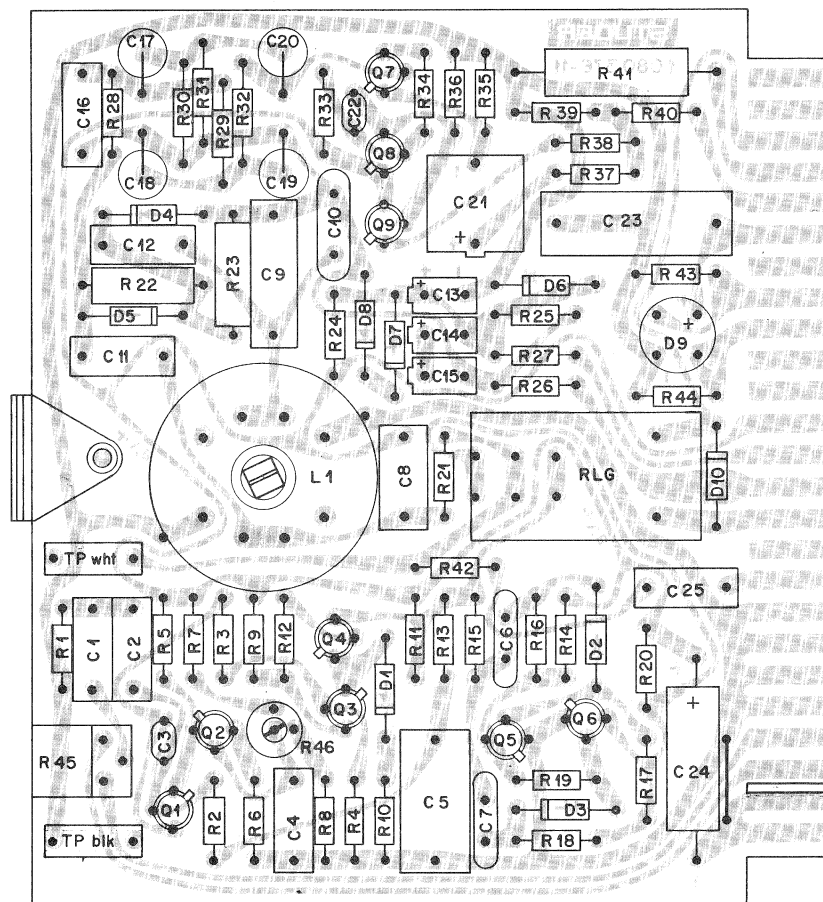 C17
C20
Q7
C16
R28
R30
R31
R29
R32
R33
C22
R34
R36
R35
R41
R39
R40
Q8
R38
R37
C18
C19
C10
Q9
C21
+
C23
D4
C12
R23
C9
R22
D5
C11
R24
D8
D7
+
C13
+
C14
+
C15
D6
R25
R27
R26
R43
+
D9
R44
L1
C8
R21
RLG
D10
TP wht
R42
C25
R1
C1
C2
R5
R7
R3
R9
R12
Q4
R11
R13
R15
C6
R16
R14
D2
R20
D1
Q3
Q6
+
C3
Q2
R46
Q5
R45
R17
C24
C5
R19
Q1
R2
R6
C4
R8
R4
R10
C7
D3
TP blk
R18